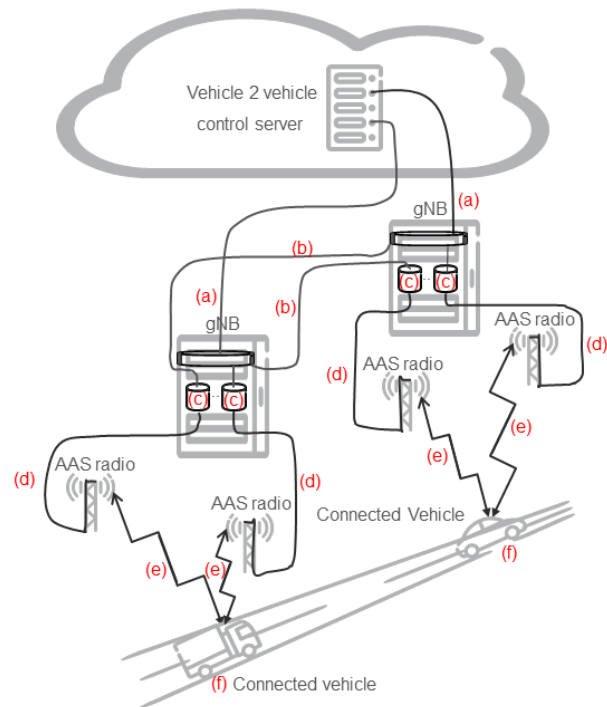 Vehicle 2 vehicle
control server
(a)
gNB
(b)
(a)
(b)
(c)
(c)
gNB
AAS radio
(d)
AAS radio
(d)
(c)
(c)
(e)
(e)
(d)
AAS radio
(d)
AAS radio
Connected Vehicle
(e)
(e)
(f)
(f) Connected vehicle